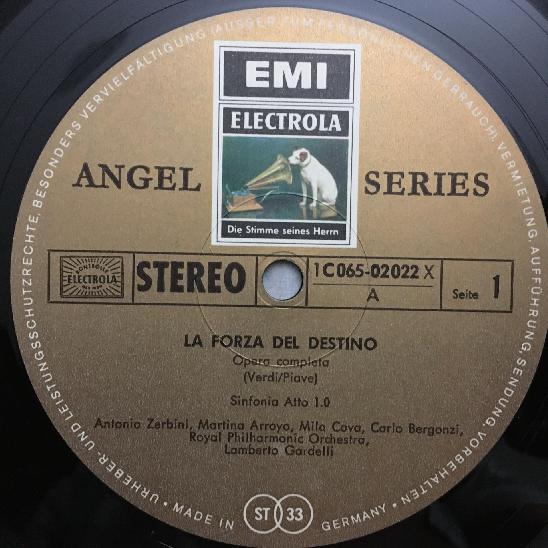 URHEBER- UND LEISTUNGSSCHUTZRECHTE, BESONDERS VERVIELFÄLTIGUNG (AUSSER ZUM PERSÖNLICHEN GEBRAUCH), VERMIETUNG, AUFFÜHRUNG, SENDUNG, VORBEHALTEN
EMI
ELECTROLA
ANGEL SERIES
Die Stimme seines Herrn
ELECTROLA
STEREO
1C065-02022 X
A
Seite 1
LA FORZA DEL DESTINO
Opera completa
(Verdi/Piave)
Sinfonia Atto 1.0
Antonio Zerbini, Martina Arroyo, Mila Cova, Carlo Bergonzi,
Royal Philharmonic Orchestra,
Lamberto Gardelli
MADE IN ST 33 GERMANY